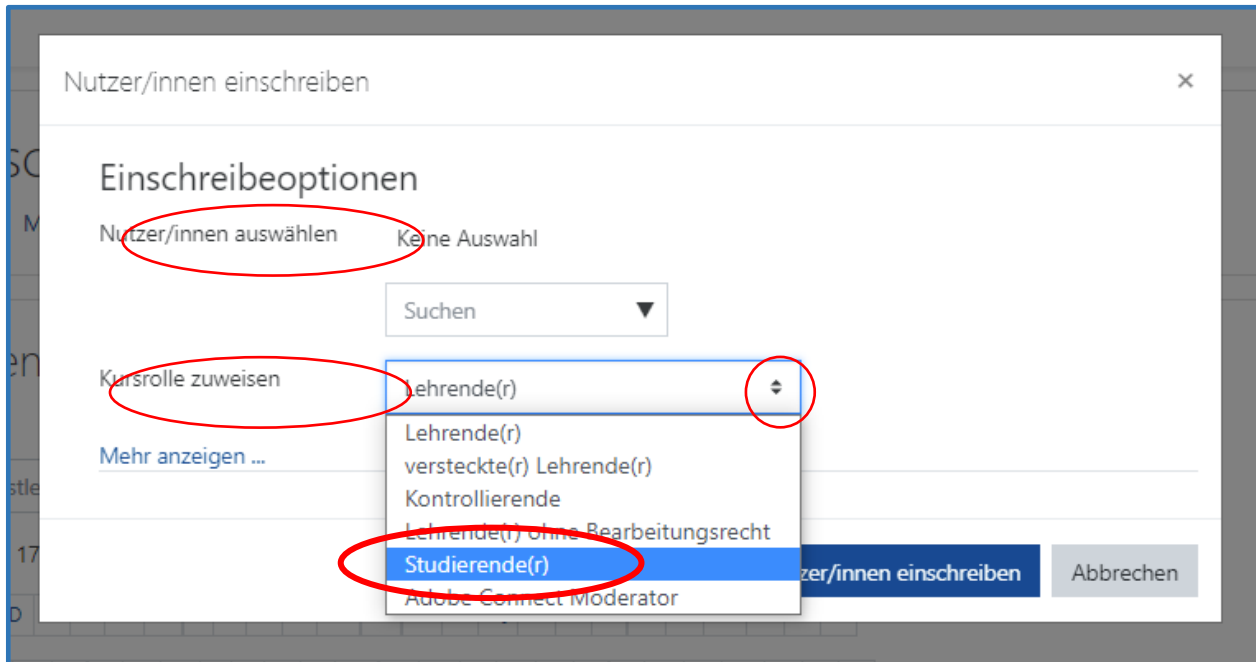 Nutzer/innen einschreiben ×
Einschreibeoptionen
Nutzer/innen auswählen Keine Auswahl
Suchen
Kursrolle zuweisen Lehrende(r)
Lehrende(r)
Mehr anzeigen ...
versteckte(r) Lehrende(r)
Kontrollierende
Lehrende(r) ohne Bearbeitungsrecht
Studierende(r)
zer/innen einschreiben Abbrechen
Adobe Connect Moderator
17